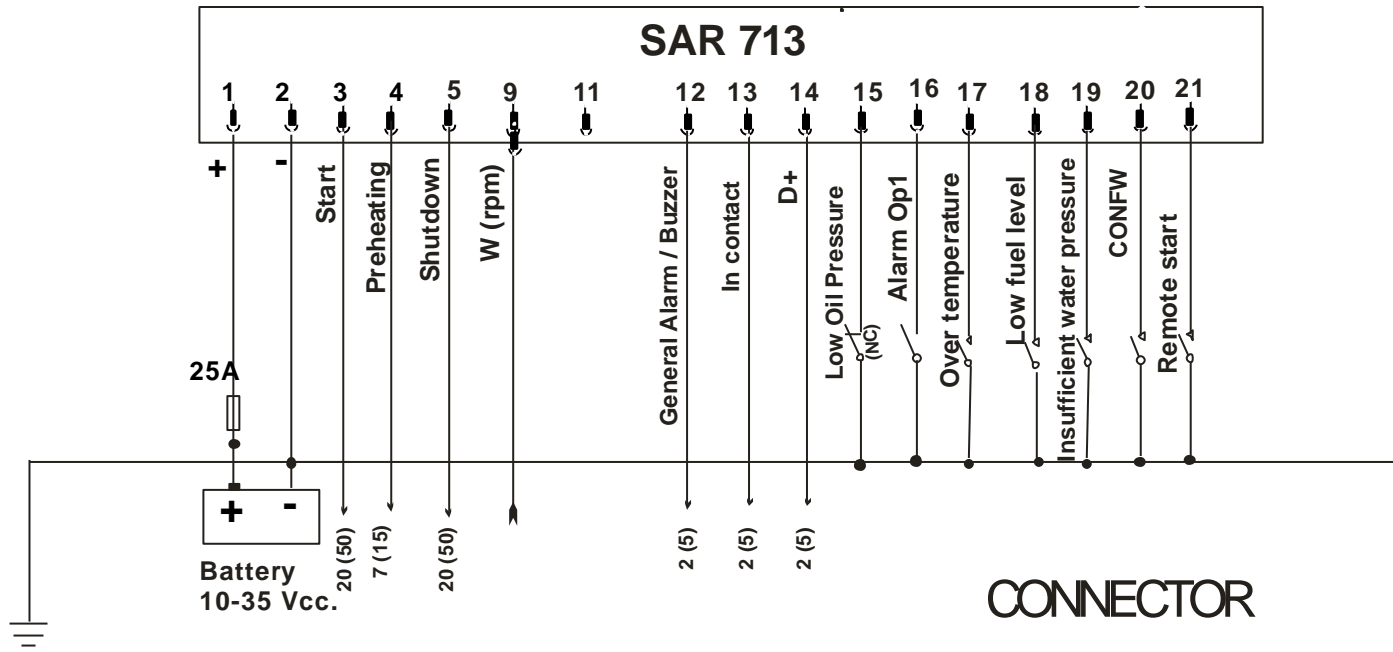 SAR 713
1 2 3 4 5 9 11 12 13 14 15 16 17 18 19 20 21
+ -
Start
Preheating
Shutdown
W (rpm)
General Alarm / Buzzer
In contact
D+
Low Oil Pressure
(NC)
Alarm Op1
Over temperature
Low fuel level
Insufficient water pressure
CONFW
Remote start
25A
+ -
20 (50)
7 (15)
20 (50)
2 (5)
2 (5)
2 (5)
Battery
10-35 Vcc.
CONNECTOR